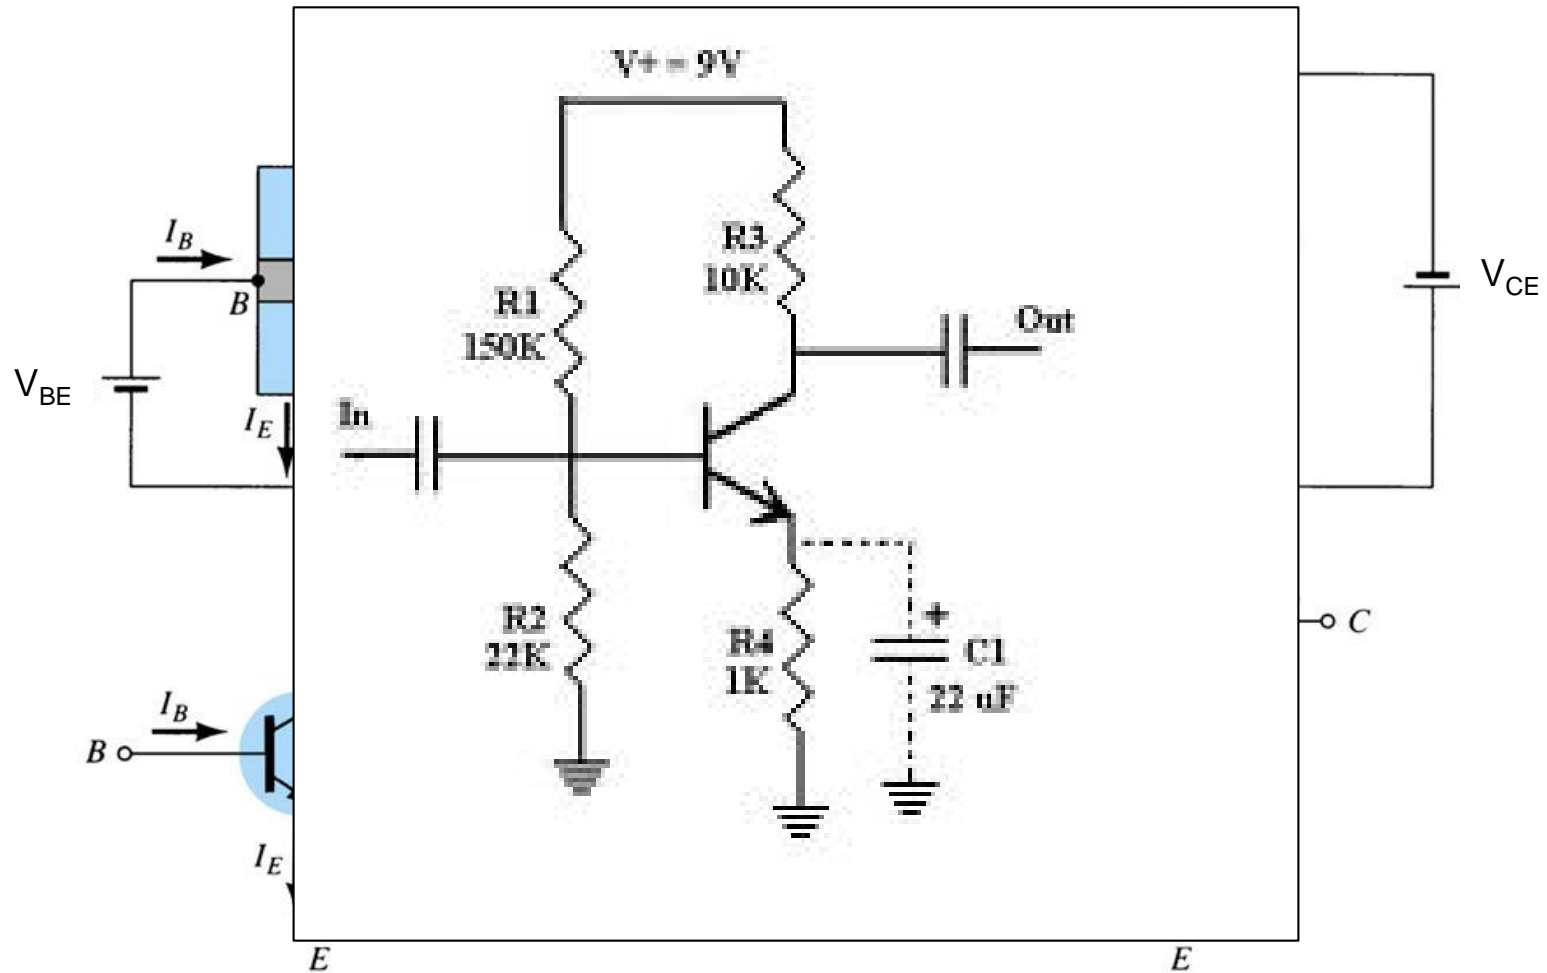 V+ = 9V
R3
10K
R1
150K
Out
In
R2
22K
R4
1K
+
C1
22 uF
I_B
B
V_BE
I_E
V_CE
C
I_B
B
I_E
E
E